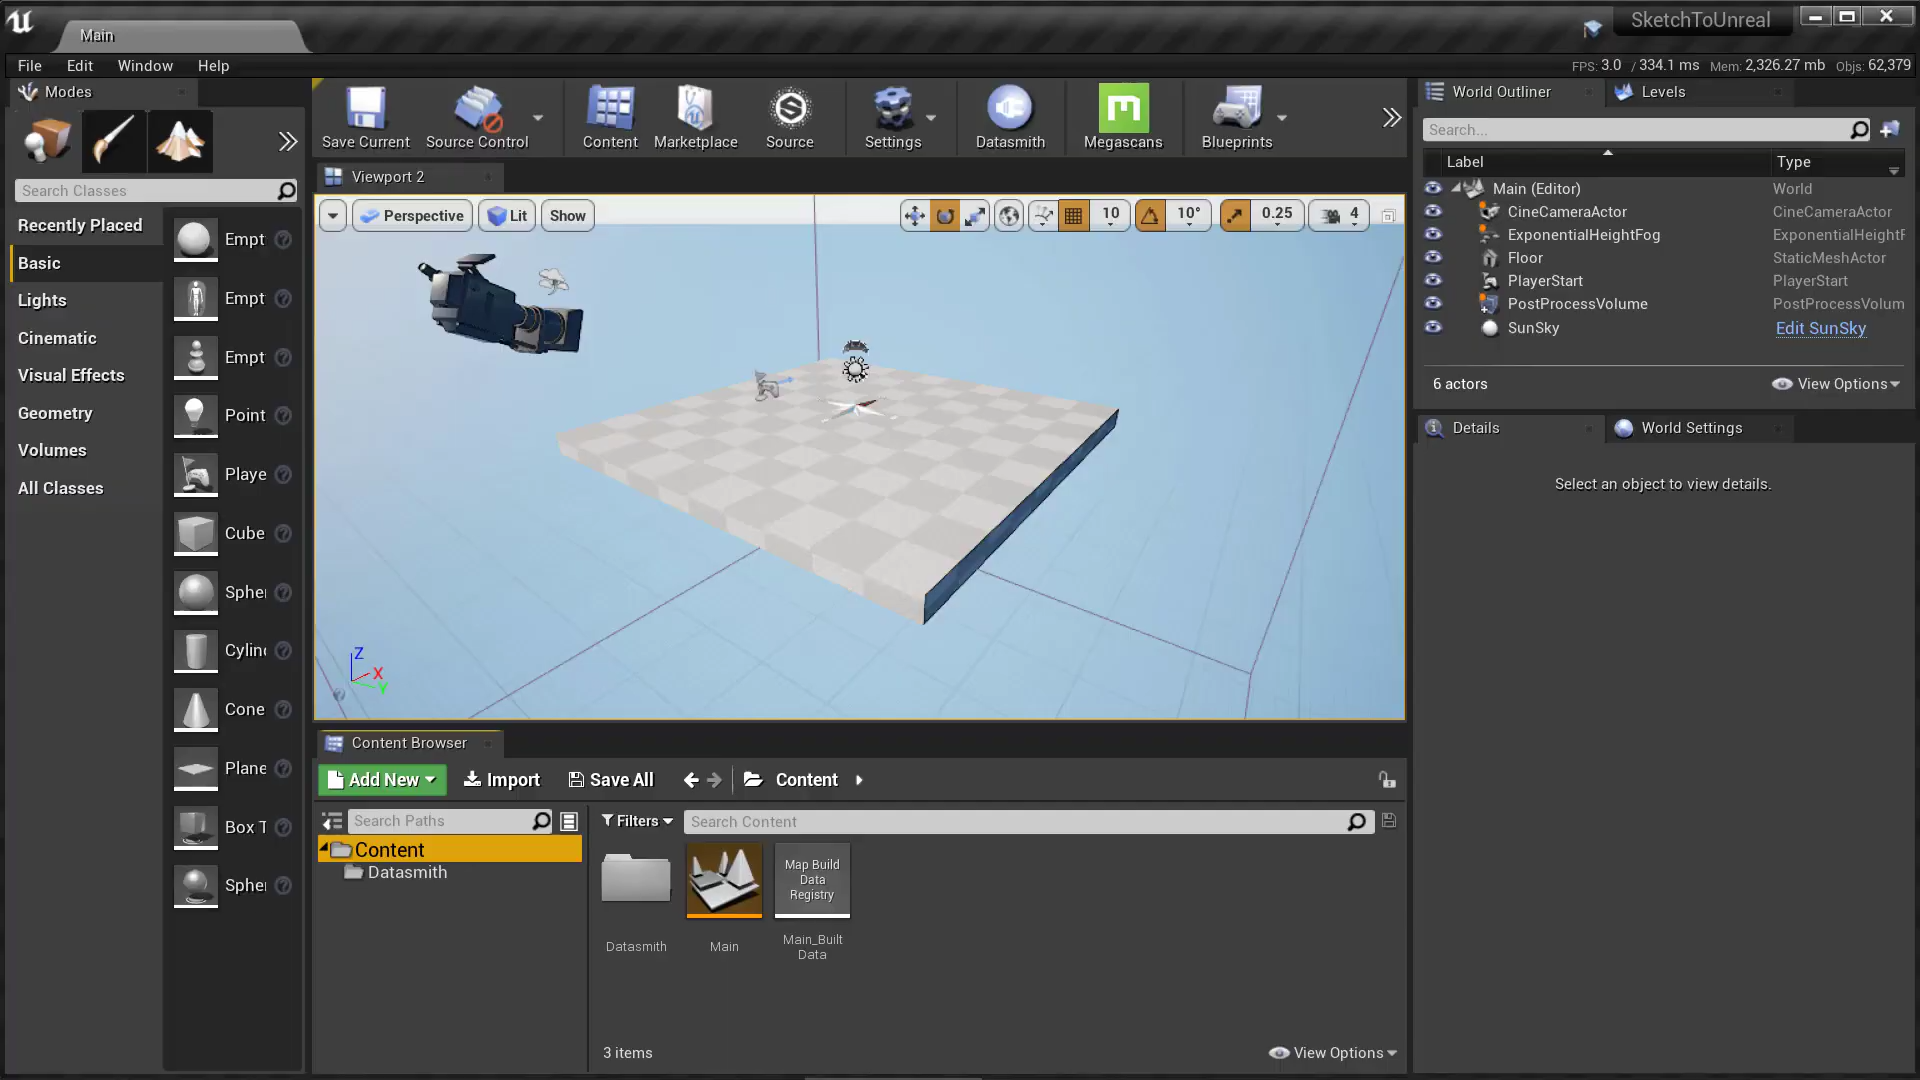 Main
SketchToUnreal
File Edit Window Help
FPS: 3.0 / 334.1 ms Mem: 2,326.27 mb Objs: 62,379
Modes
Search Classes
Recently Placed
Basic
Lights
Cinematic
Visual Effects
Geometry
Volumes
All Classes
Empt
Empt
Empt
Point
Playe
Cube
Sphe
Cylin
Cone
Plane
Box T
Sphe
Save Current Source Control Content Marketplace Source Settings Datasmith Megascans Blueprints
Viewport 2
Perspective Lit Show 10 10° 0.25 4
Z
X
Y
Content Browser
Add New Import Save All Content
Search Paths
Content
Datasmith
Filters Search Content
Map Build
Data
Registry
Datasmith Main Main_Built
Data
3 items View Options
World Outliner Levels
Search...
Label Type
Main (Editor) World
CineCameraActor CineCameraActor
ExponentialHeightFog ExponentialHeightF
Floor StaticMeshActor
PlayerStart PlayerStart
PostProcessVolume PostProcessVolum
SunSky Edit SunSky
6 actors View Options
Details World Settings
Select an object to view details.